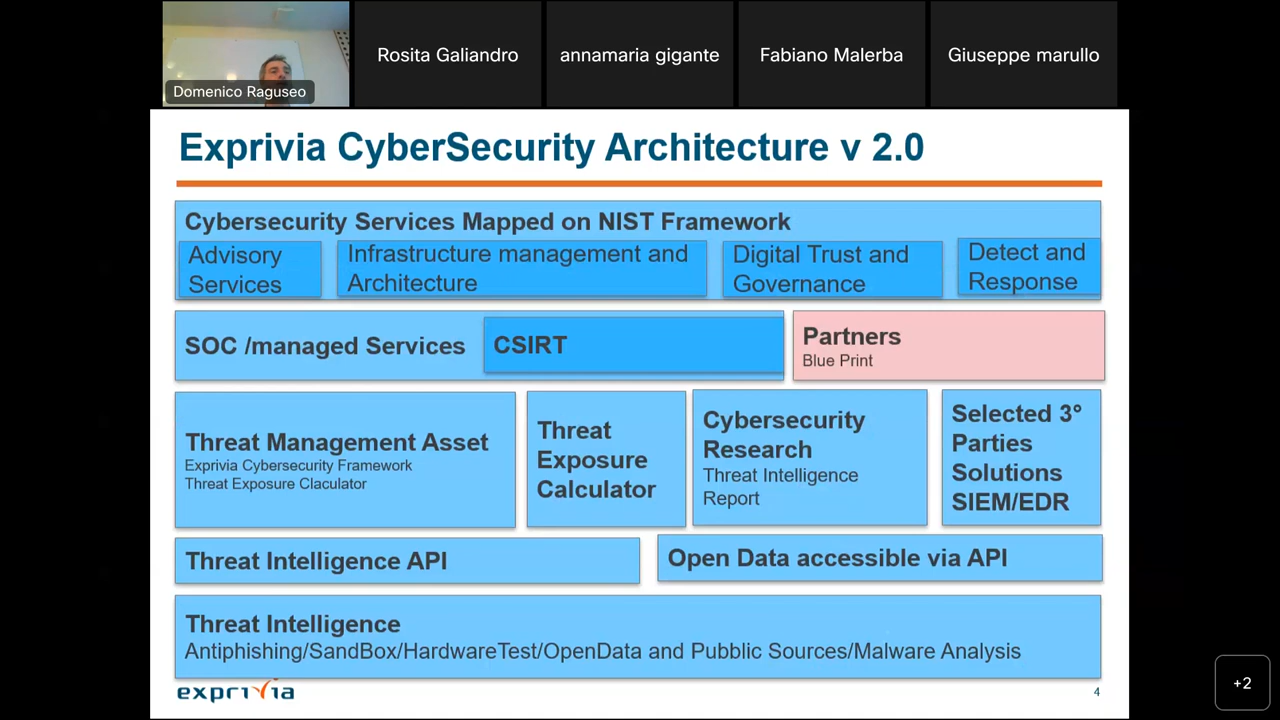 Domenico Raguseo
Rosita Galiandro
annamaria gigante
Fabiano Malerba
Giuseppe marullo
Exprivia CyberSecurity Architecture v 2.0
Cybersecurity Services Mapped on NIST Framework
Advisory
Services
Infrastructure management and
Architecture
Digital Trust and
Governance
Detect and
Response
SOC /managed Services
CSIRT
Partners
Blue Print
Threat Management Asset
Exprivia Cybersecurity Framework
Threat Exposure Claculator
Threat
Exposure
Calculator
Cybersecurity
Research
Threat Intelligence
Report
Selected 3°
Parties
Solutions
SIEM/EDR
Threat Intelligence API
Open Data accessible via API
Threat Intelligence
Antiphishing/SandBox/HardwareTest/OpenData and Pubblic Sources/Malware Analysis
exprivia
4
+2